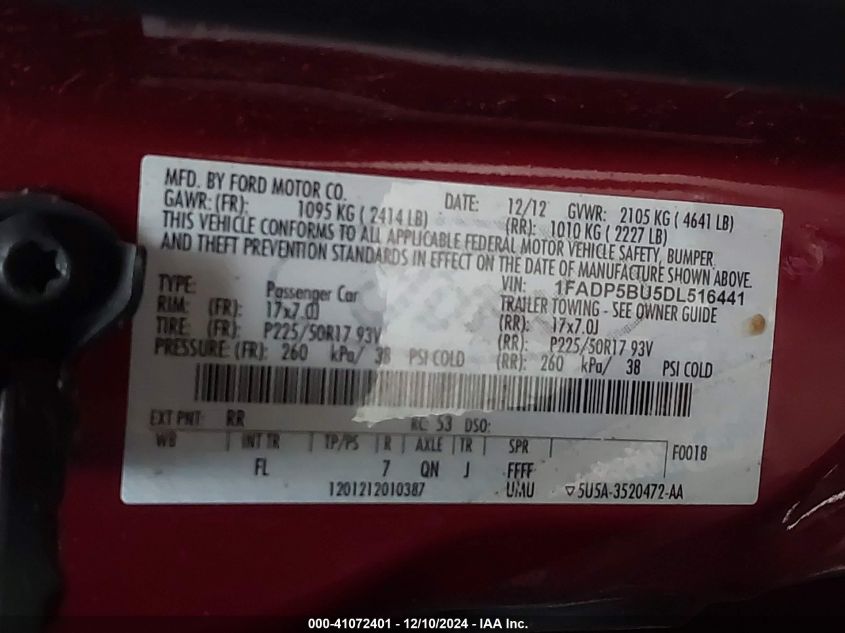 MFD. BY FORD MOTOR CO. DATE: 12/12 GVWR: 2105 KG ( 4641 LB)
GAWR: (FR): 1095 KG ( 2414 LB) (RR): 1010 KG ( 2227 LB)
THIS VEHICLE CONFORMS TO ALL APPLICABLE FEDERAL MOTOR VEHICLE SAFETY, BUMPER
AND THEFT PREVENTION STANDARDS IN EFFECT ON THE DATE OF MANUFACTURE SHOWN ABOVE.
VIN: 1FADP5BU5DL516441
TYPE: Passenger Car TRAILER TOWING - SEE OWNER GUIDE
RIM: (FR): 17x7.0J (RR): 17x7.0J
TIRE: (FR): P225/50R17 93V (RR): P225/50R17 93V
PRESSURE: (FR): 260 kPa/ 38 PSI COLD (RR): 260 kPa/ 38 PSI COLD
EXT PNT: RR RC: 53 DSO:
WB INT TR TP/PS R AXLE TR SPR F0018
FL 7 QN J FFFF
1201212010387 UMU ▽5U5A-3520472-AA
000-41072401 - 12/10/2024 - IAA Inc.